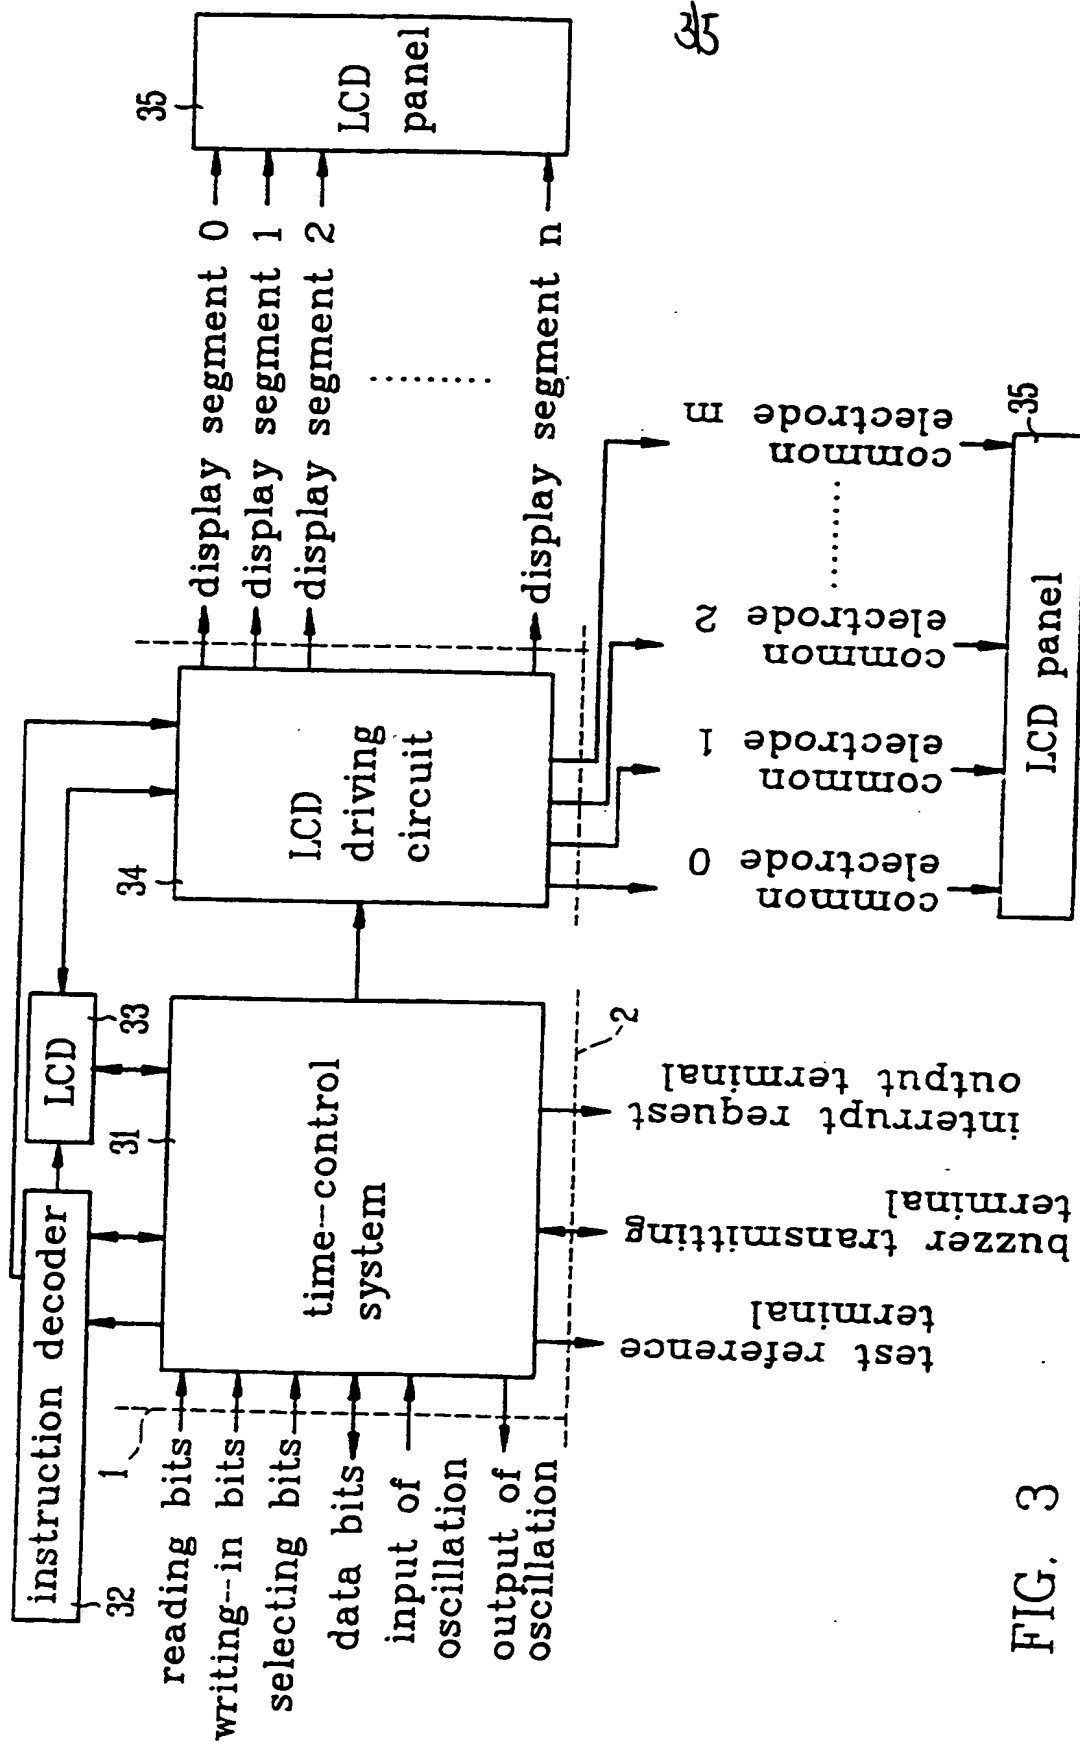 3/5
instruction decoder
32
LCD
33
1
reading bits
writing--in bits
selecting bits
data bits
input of
oscillation
output of
oscillation
31
time--control
system
34
LCD
driving
circuit
display segment 0
display segment 1
display segment 2
.........
display segment n
35
LCD
panel
2
test reference
terminal
buzzer transmitting
terminal
interrupt request
output terminal
common
electrode 0
common
electrode 1
common
electrode 2
.........
common
electrode m
35
LCD panel
FIG. 3